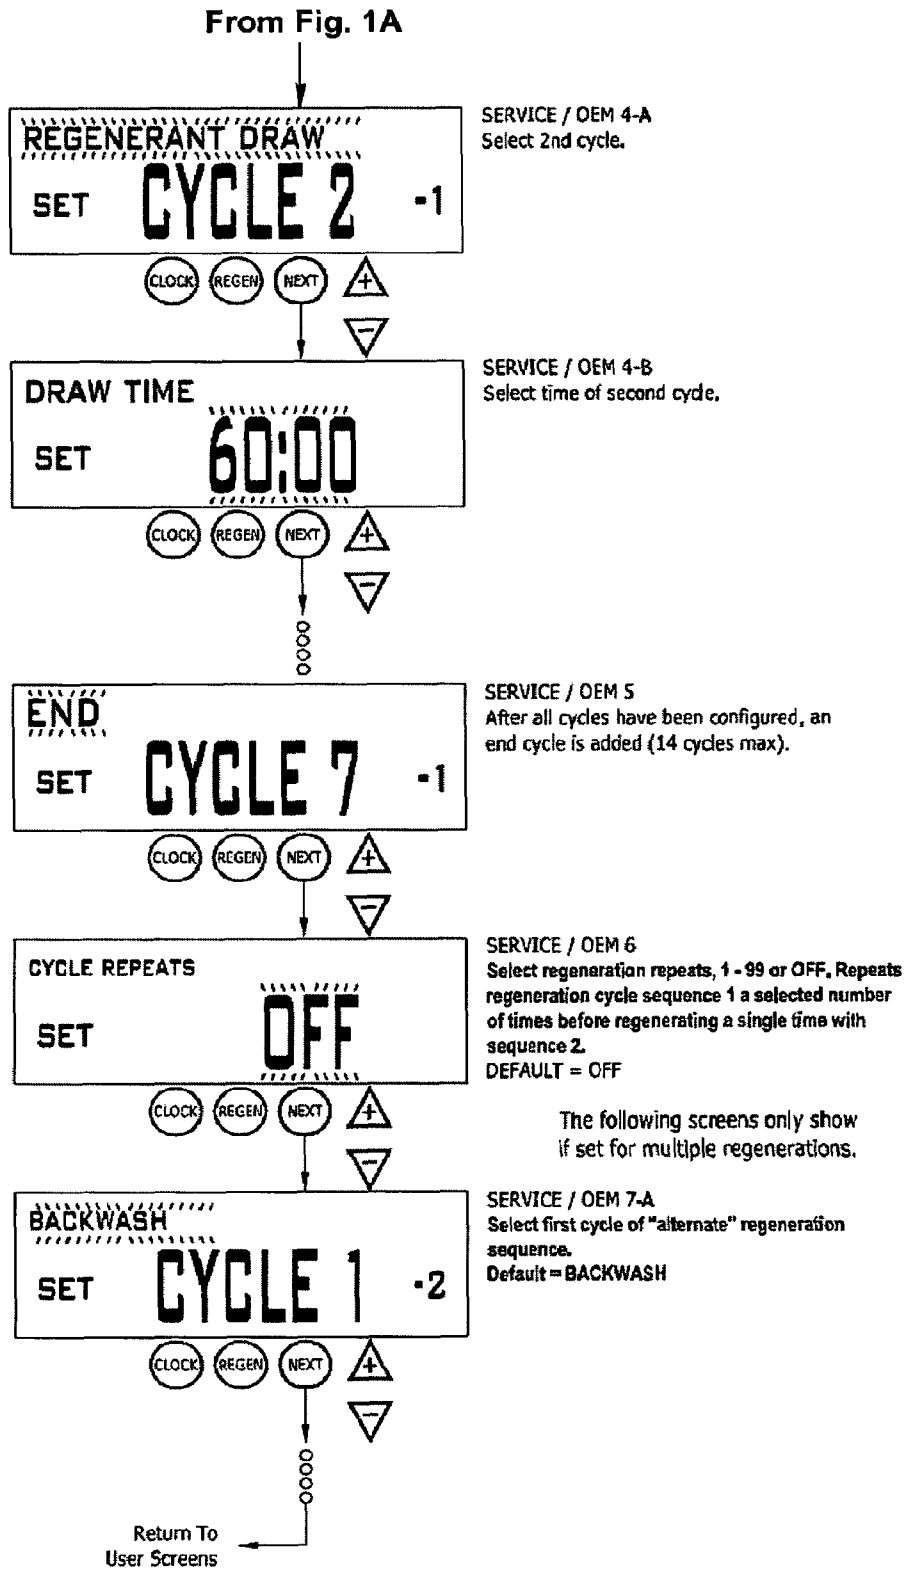 From Fig. 1A
REGENERANT DRAW
SET CYCLE 2 -1
CLOCK REGEN NEXT +
-
SERVICE / OEM 4-A
Select 2nd cycle.
DRAW TIME
SET 60:00
CLOCK REGEN NEXT +
-
SERVICE / OEM 4-B
Select time of second cycle.
END
SET CYCLE 7 -1
CLOCK REGEN NEXT +
-
SERVICE / OEM 5
After all cycles have been configured, an
end cycle is added (14 cycles max).
CYCLE REPEATS
SET OFF
CLOCK REGEN NEXT +
-
SERVICE / OEM 6
Select regeneration repeats, 1 - 99 or OFF. Repeats
regeneration cycle sequence 1 a selected number
of times before regenerating a single time with
sequence 2.
DEFAULT = OFF
The following screens only show
if set for multiple regenerations.
BACKWASH
SET CYCLE 1 -2
CLOCK REGEN NEXT +
-
SERVICE / OEM 7-A
Select first cycle of "alternate" regeneration
sequence.
Default = BACKWASH
Return To
User Screens